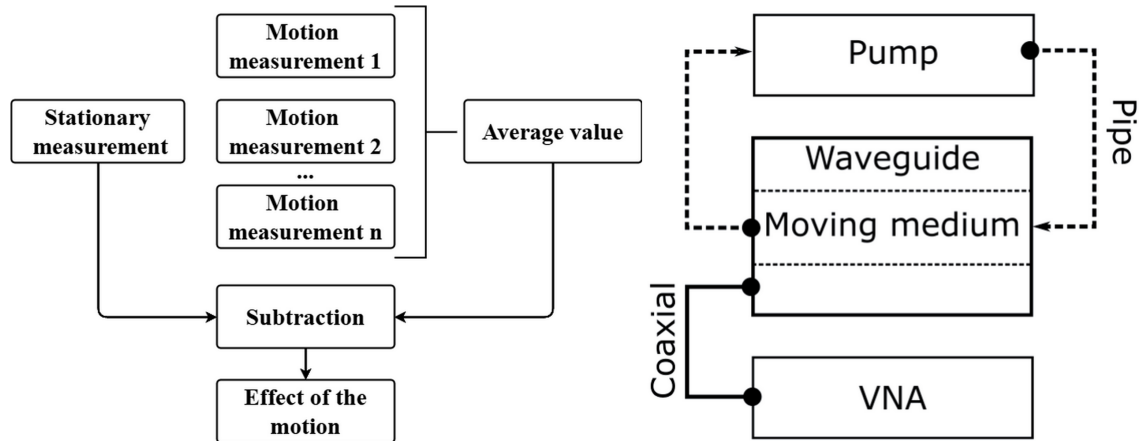 Motion
measurement 1
Stationary
measurement
Motion
measurement 2
...
Motion
measurement n
Average value
Subtraction
Effect of the
motion
Pump
Pipe
Waveguide
Moving medium
Coaxial
VNA